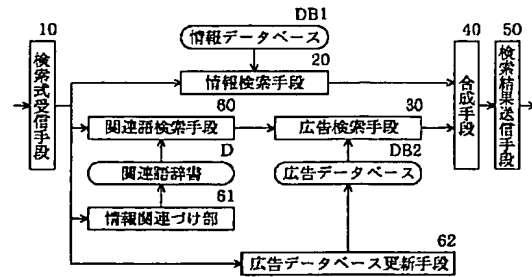 DB1
情報データベース
10
20
40
50
検索式受信手段
情報検索手段
合成手段
検索結果送信手段
60
30
関連語検索手段
広告検索手段
D
DB2
関連語辞書
広告データベース
61
情報関連づけ部
62
広告データベース更新手段